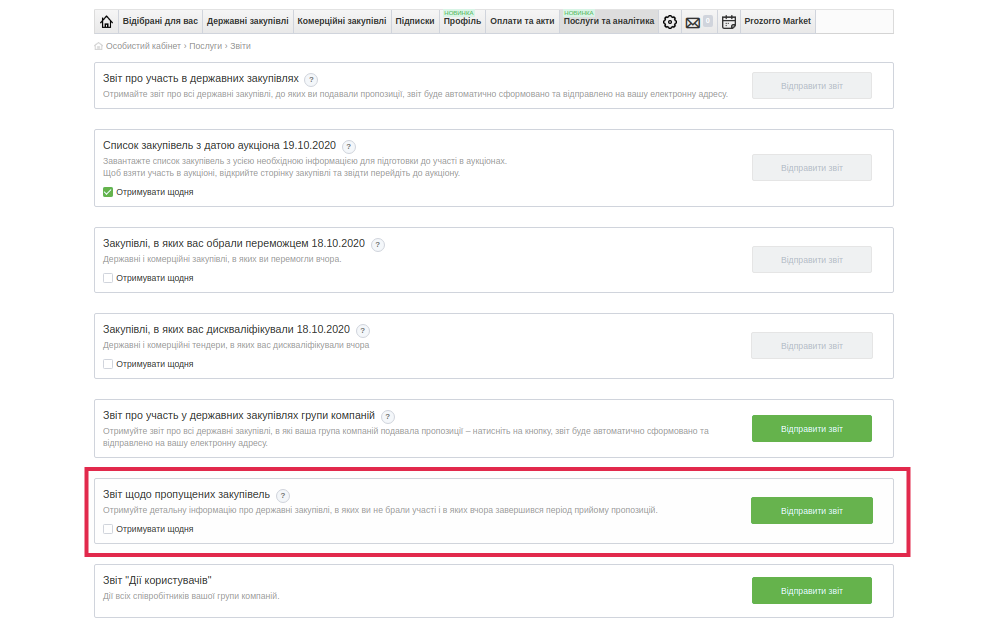 НОВИНКА НОВИНКА
Відібрані для вас Державні закупівлі Комерційні закупівлі Підписки Профіль Оплати та акти Послуги та аналітика 0 Prozorro Market
Особистий кабінет › Послуги › Звіти
Звіт про участь в державних закупівлях ?
Отримайте звіт про всі державні закупівлі, до яких ви подавали пропозиції, звіт буде автоматично сформовано та відправлено на вашу електронну адресу.
Відправити звіт
Список закупівель з датою аукціона 19.10.2020 ?
Завантажте список закупівель з усією необхідною інформацією для підготовки до участі в аукціонах.
Щоб взяти участь в аукціоні, відкрийте сторінку закупівлі та звідти перейдіть до аукціону.
Отримувати щодня
Відправити звіт
Закупівлі, в яких вас обрали переможцем 18.10.2020 ?
Державні і комерційні закупівлі, в яких ви перемогли вчора.
Отримувати щодня
Відправити звіт
Закупівлі, в яких вас дискваліфікували 18.10.2020 ?
Державні і комерційні тендери, в яких вас дискваліфікували вчора
Отримувати щодня
Відправити звіт
Звіт про участь у державних закупівлях групи компаній ?
Отримуйте звіт про всі державні закупівлі, в які ваша група компаній подавала пропозиції – натисніть на кнопку, звіт буде автоматично сформовано та
відправлено на вашу електронну адресу.
Відправити звіт
Звіт щодо пропущених закупівель ?
Отримуйте детальну інформацію про державні закупівлі, в яких ви не брали участі і в яких вчора завершився період прийому пропозицій.
Отримувати щодня
Відправити звіт
Звіт "Дії користувачів"
Дії всіх співробітників вашої групи компаній.
Відправити звіт